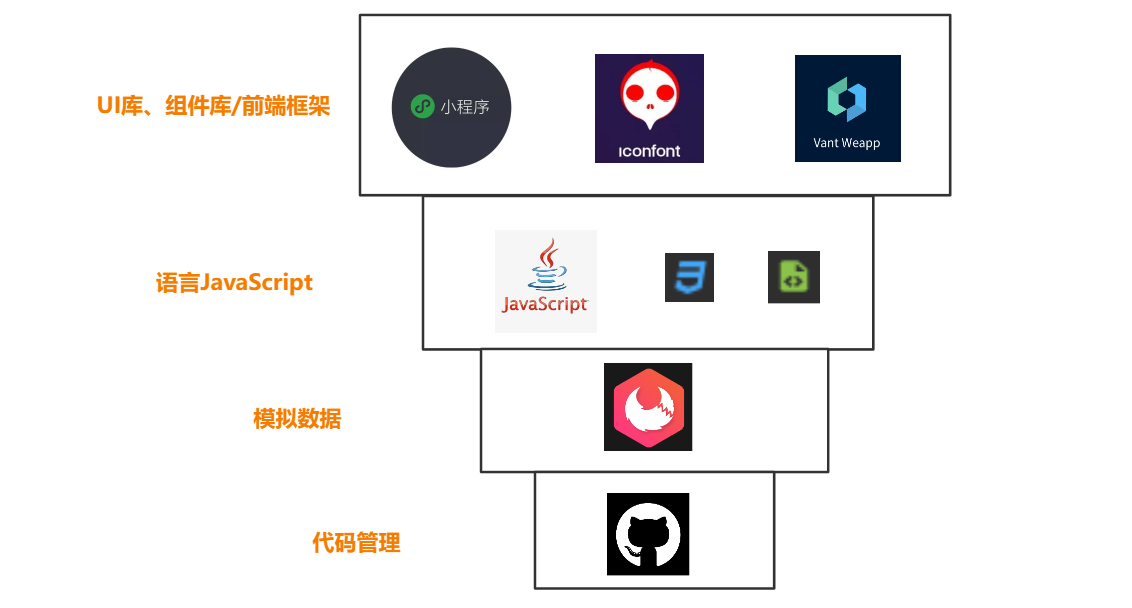 UI库、组件库/前端框架
小程序
iconfont
Vant Weapp
语言JavaScript
JavaScript
模拟数据
代码管理